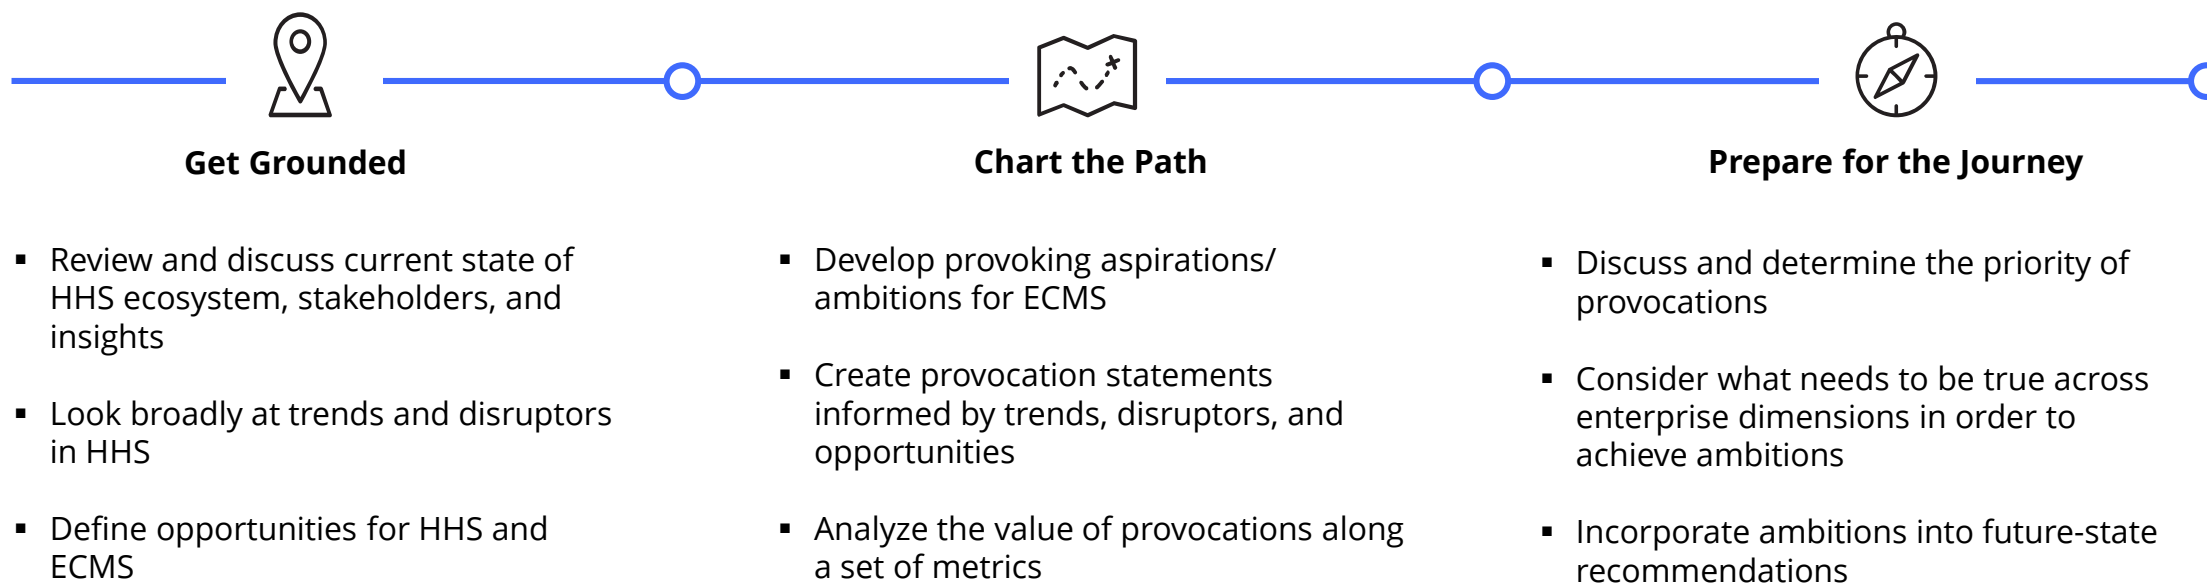 Get Grounded
▪ Review and discuss current state of
HHS ecosystem, stakeholders, and
insights
▪ Look broadly at trends and disruptors
in HHS
▪ Define opportunities for HHS and
ECMS
Chart the Path
▪ Develop provoking aspirations/
ambitions for ECMS
▪ Create provocation statements
informed by trends, disruptors, and
opportunities
▪ Analyze the value of provocations along
a set of metrics
Prepare for the Journey
▪ Discuss and determine the priority of
provocations
▪ Consider what needs to be true across
enterprise dimensions in order to
achieve ambitions
▪ Incorporate ambitions into future-state
recommendations